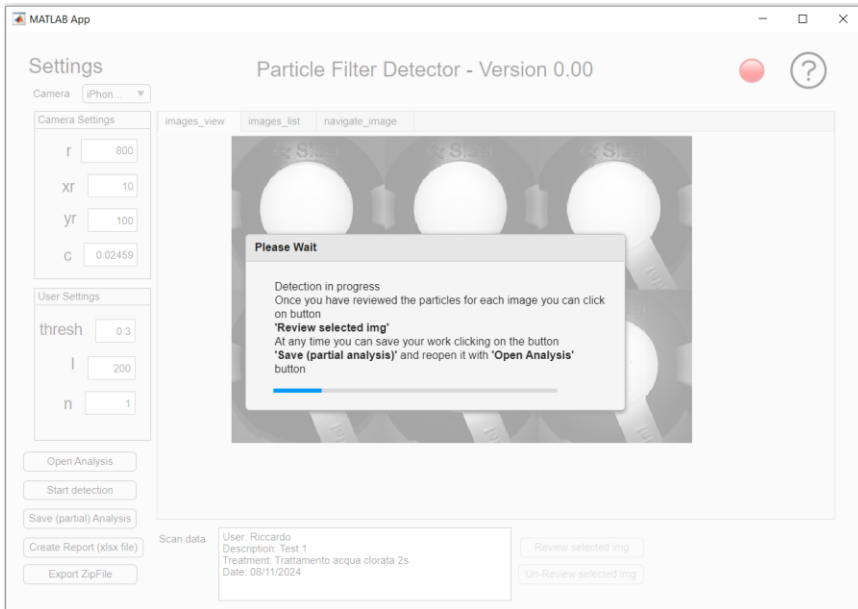 MATLAB App
Settings
Particle Filter Detector - Version 0.00
?
Camera iPhon...
Camera Settings
r 800
xr 10
yr 100
c 0.02459
User Settings
thresh 0.3
l 200
n 1
Open Analysis
Start detection
Save (partial) Analysis
Create Report (xlsx file)
Export ZipFile
images_view images_list navigate_image
Please Wait
Detection in progress
Once you have reviewed the particles for each image you can click
on button
'Review selected img'
At any time you can save your work clicking on the button
'Save (partial analysis)' and reopen it with 'Open Analysis'
button
Scan data
User: Riccardo
Description: Test 1
Treatment: Trattamento acqua clorata 2s
Date: 08/11/2024
Review selected img
Un-Review selected img